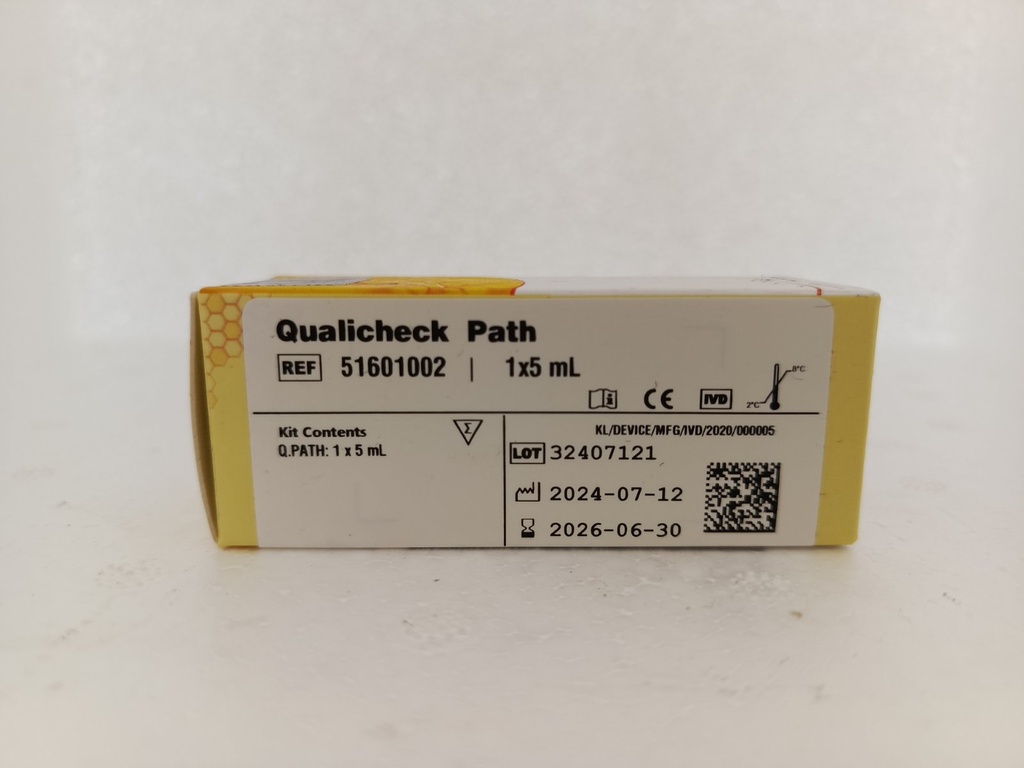 Qualicheck Path
REF 51601002 | 1x5 mL
i CE IVD 2°C 8°C
Kit Contents Σ
Q.PATH: 1 x 5 mL
KL/DEVICE/MFG/IVD/2020/000005
LOT 32407121
2024-07-12
2026-06-30